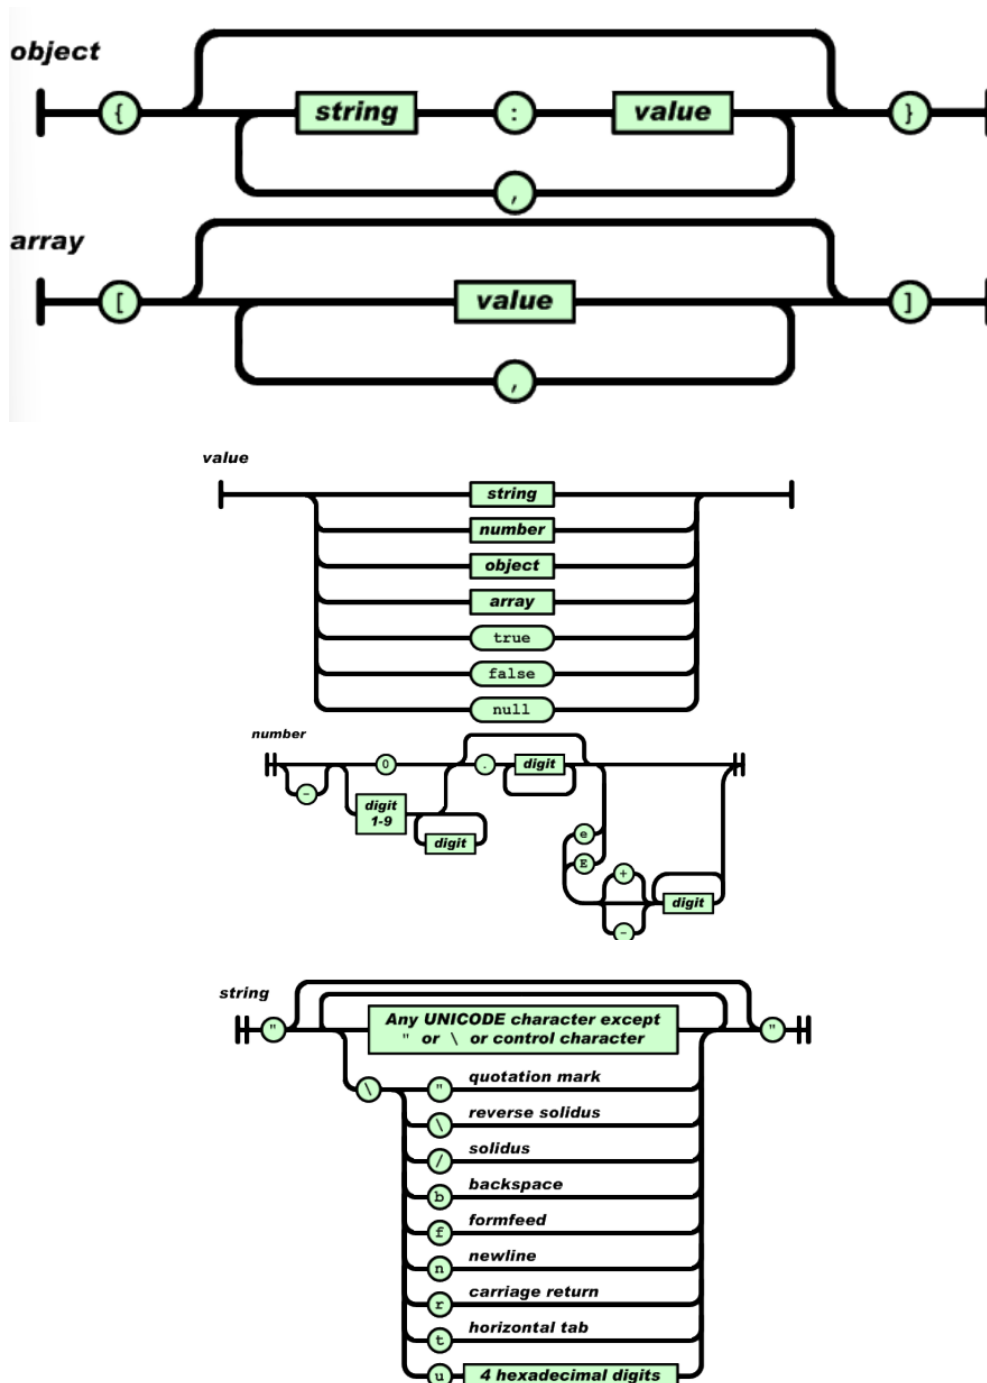 object
{ string : value }
,
array
[ value ]
,
value
string
number
object
array
true
false
null
number
0 . digit
-
digit
1-9
digit
e
E
+
digit
-
string
" Any UNICODE character except "
" or \ or control character
\ " quotation mark
\ reverse solidus
/ solidus
b backspace
f formfeed
n newline
r carriage return
t horizontal tab
u 4 hexadecimal digits